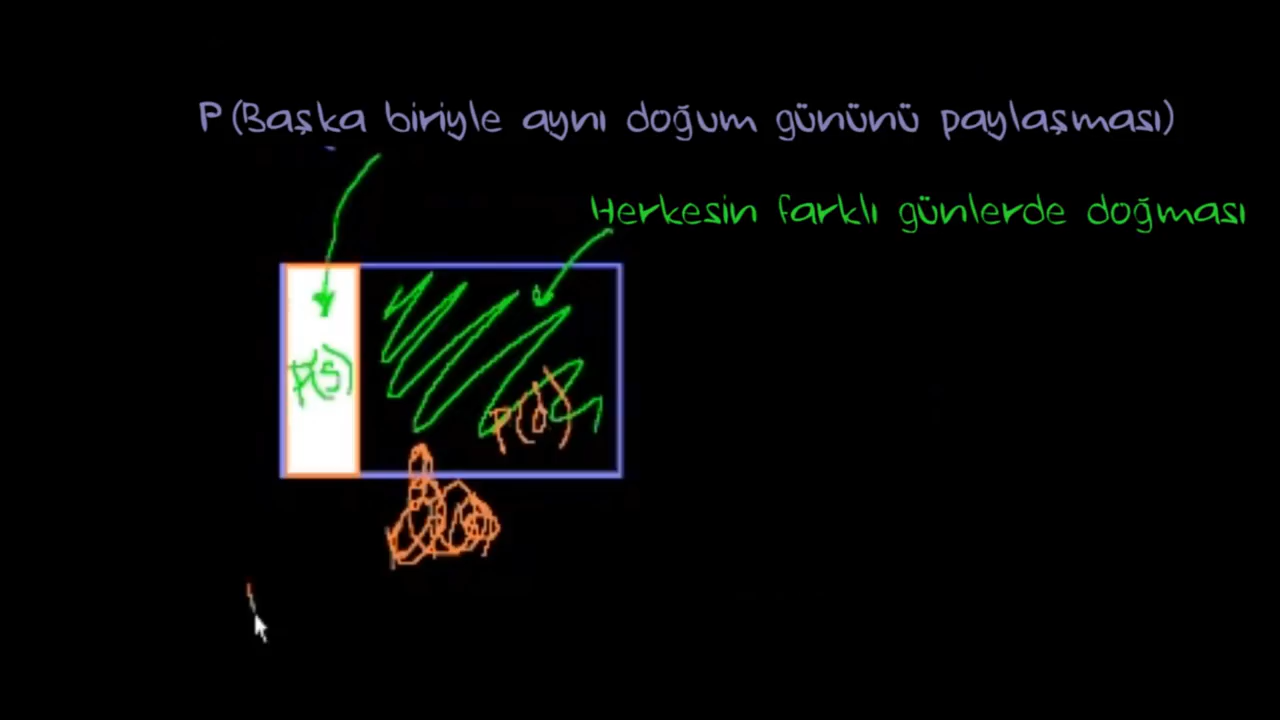 P (Başka biriyle aynı doğum gününü paylaşması)
Herkesin farklı günlerde doğması
P(s)
P(d)